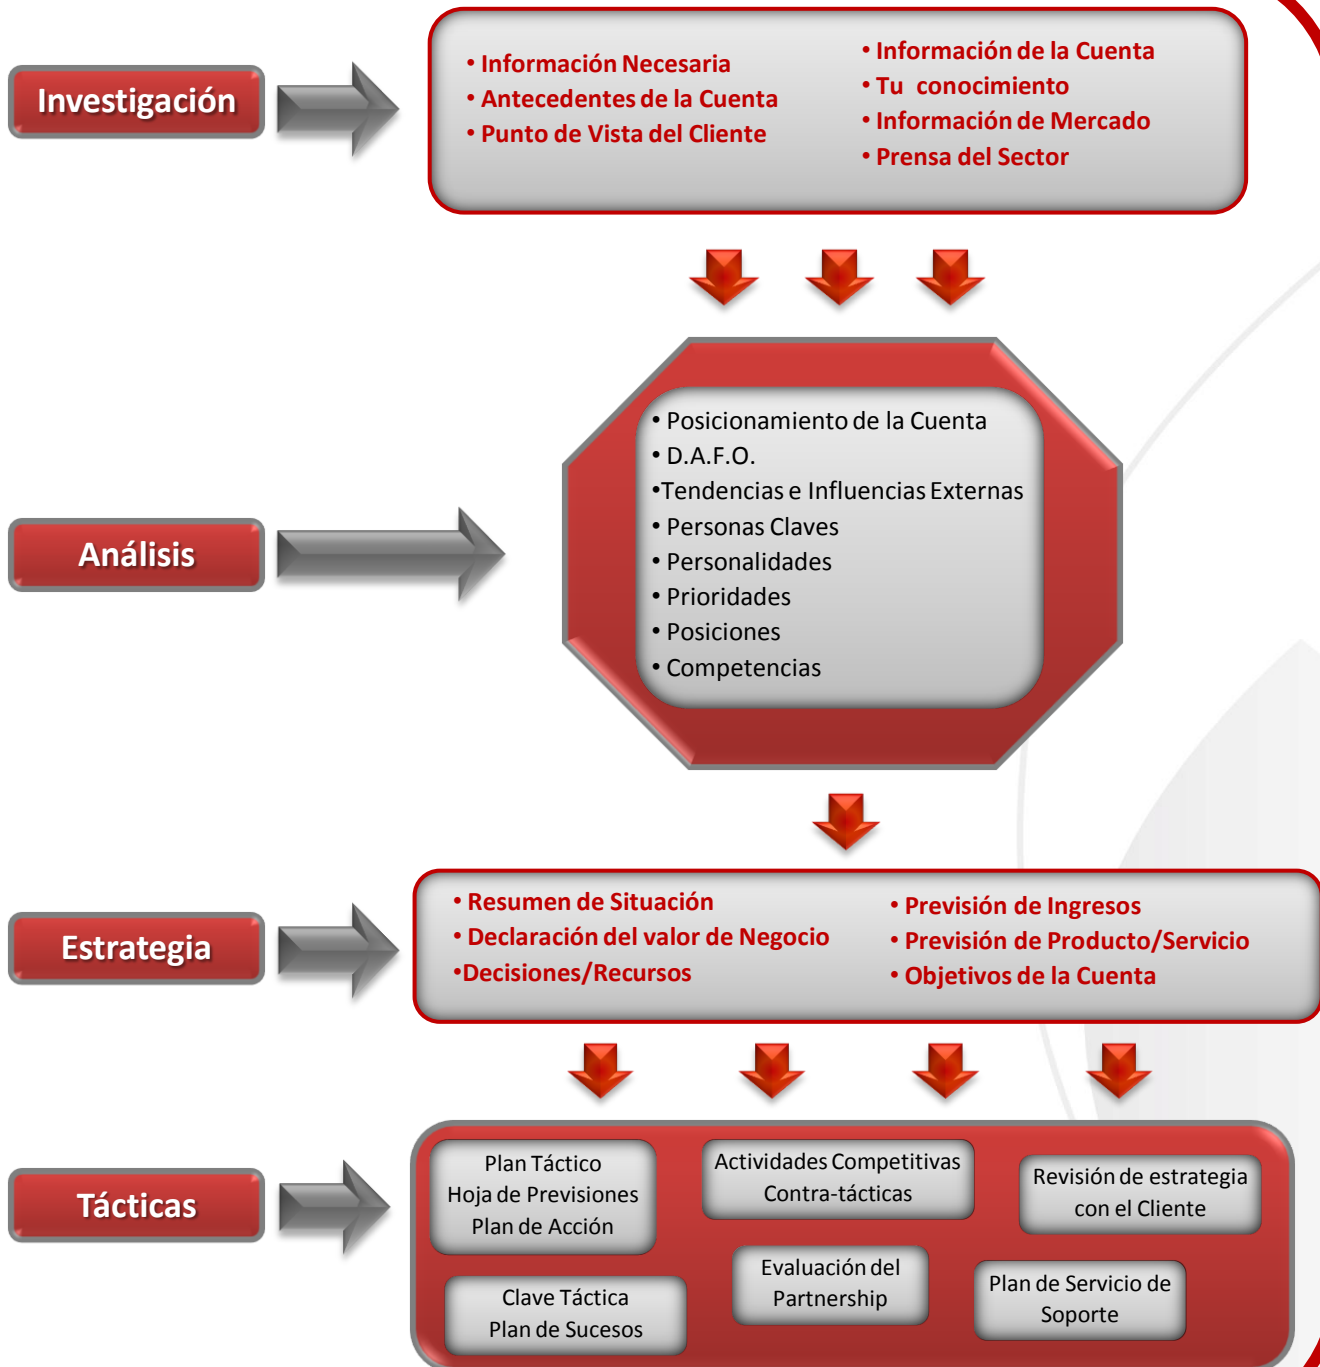 Investigación
• Información Necesaria
• Antecedentes de la Cuenta
• Punto de Vista del Cliente
• Información de la Cuenta
• Tu conocimiento
• Información de Mercado
• Prensa del Sector
Análisis
• Posicionamiento de la Cuenta
• D.A.F.O.
•Tendencias e Influencias Externas
• Personas Claves
• Personalidades
• Prioridades
• Posiciones
• Competencias
Estrategia
• Resumen de Situación
• Declaración del valor de Negocio
•Decisiones/Recursos
• Previsión de Ingresos
• Previsión de Producto/Servicio
• Objetivos de la Cuenta
Tácticas
Plan Táctico
Hoja de Previsiones
Plan de Acción
Actividades Competitivas
Contra-tácticas
Revisión de estrategia
con el Cliente
Clave Táctica
Plan de Sucesos
Evaluación del
Partnership
Plan de Servicio de
Soporte